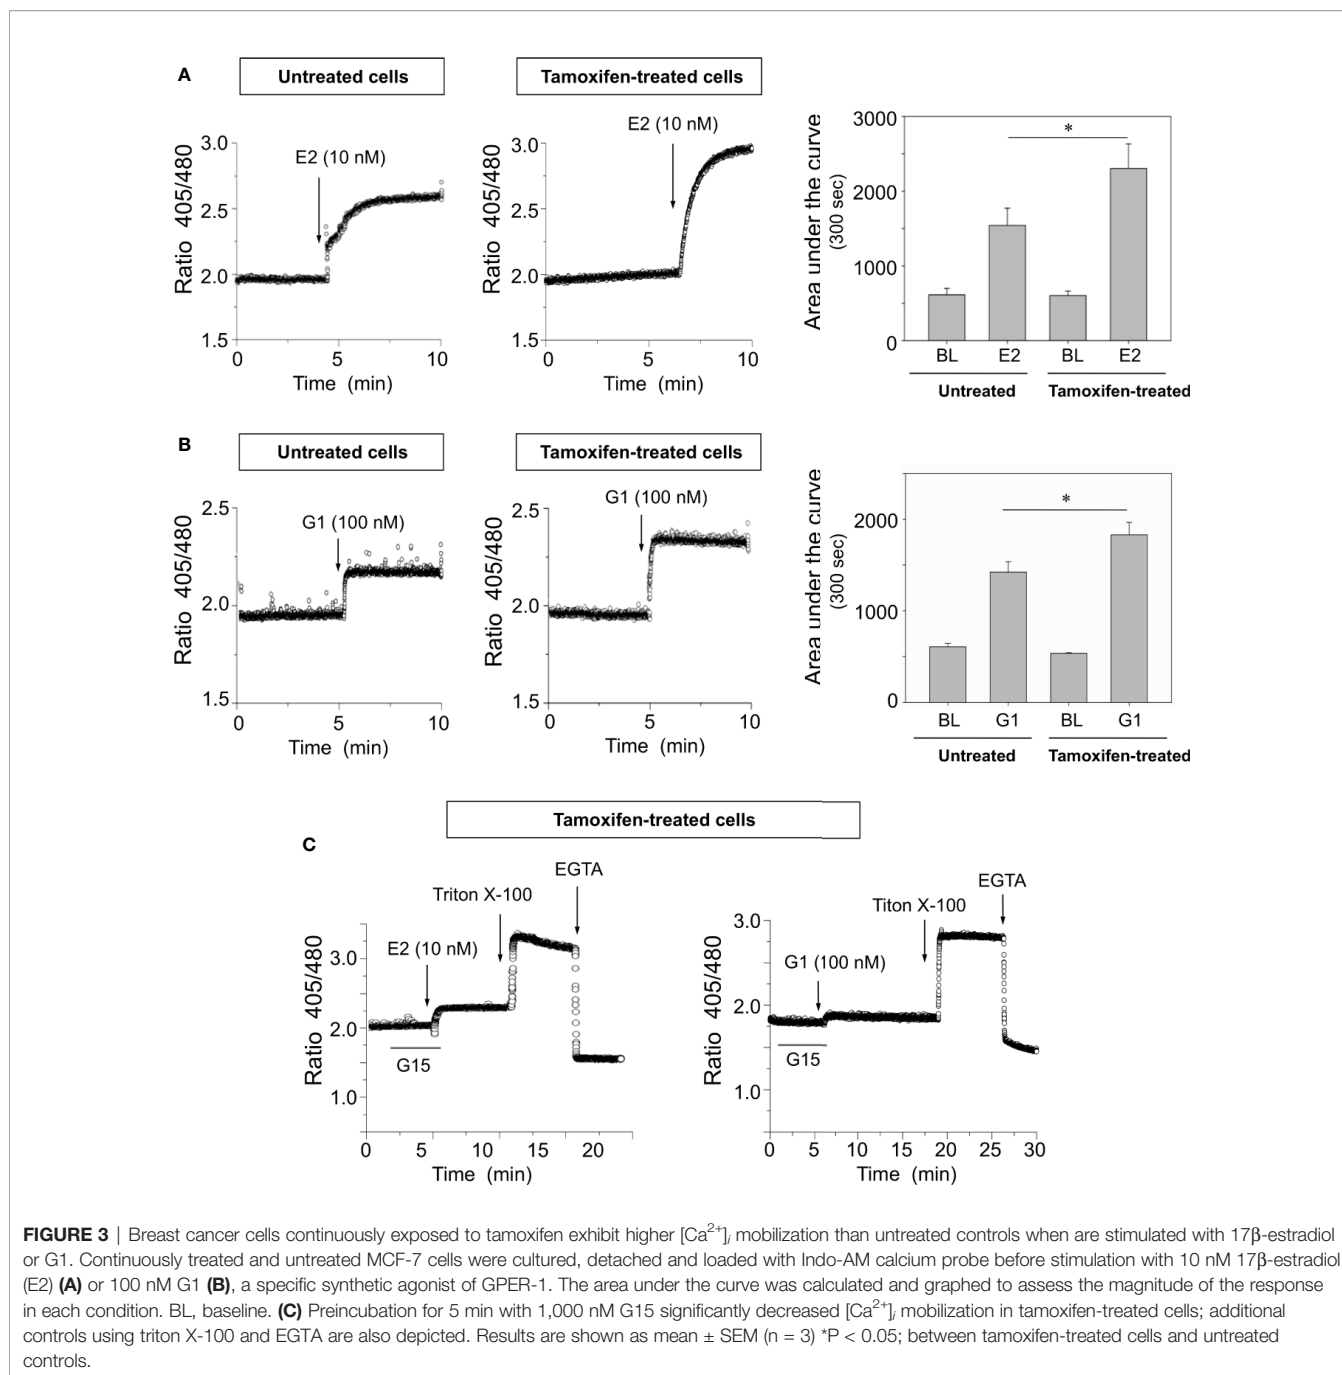 A
Untreated cells
Tamoxifen-treated cells
Ratio 405/480
3.0
2.5
2.0
1.5
E2 (10 nM)
0
5
10
Time (min)
Ratio 405/480
3.0
2.5
2.0
1.5
E2 (10 nM)
0
5
10
Time (min)
Area under the curve
(300 sec)
3000
2000
1000
0
*
BL
E2
BL
E2
Untreated
Tamoxifen-treated
B
Untreated cells
Tamoxifen-treated cells
Ratio 405/480
2.5
2.0
1.5
G1 (100 nM)
0
5
10
Time (min)
Ratio 405/480
2.5
2.0
1.5
G1 (100 nM)
0
5
10
Time (min)
Area under the curve
(300 sec)
2000
1000
0
*
BL
G1
BL
G1
Untreated
Tamoxifen-treated
Tamoxifen-treated cells
C
Ratio 405/480
3.0
2.0
1.0
E2 (10 nM)
Triton X-100
EGTA
G15
0
5
10
15
20
Time (min)
Ratio 405/480
3.0
2.0
1.0
G1 (100 nM)
Titon X-100
EGTA
G15
0
5
10
15
20
25
30
Time (min)
FIGURE 3 | Breast cancer cells continuously exposed to tamoxifen exhibit higher [Ca²⁺]i mobilization than untreated controls when are stimulated with 17β-estradiol
or G1. Continuously treated and untreated MCF-7 cells were cultured, detached and loaded with Indo-AM calcium probe before stimulation with 10 nM 17β-estradiol
(E2) (A) or 100 nM G1 (B), a specific synthetic agonist of GPER-1. The area under the curve was calculated and graphed to assess the magnitude of the response
in each condition. BL, baseline. (C) Preincubation for 5 min with 1,000 nM G15 significantly decreased [Ca²⁺]i mobilization in tamoxifen-treated cells; additional
controls using triton X-100 and EGTA are also depicted. Results are shown as mean ± SEM (n = 3) *P < 0.05; between tamoxifen-treated cells and untreated
controls.